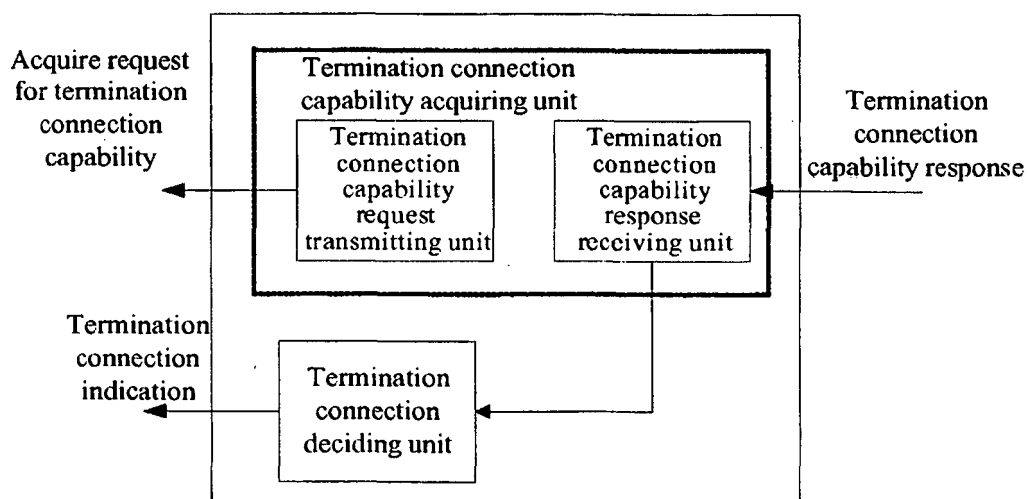 Acquire request
for termination
connection
capability
Termination connection
capability acquiring unit
Termination
connection
capability
request
transmitting unit
Termination
connection
capability
response
receiving unit
Termination
connection
capability response
Termination
connection
indication
Termination
connection
deciding unit